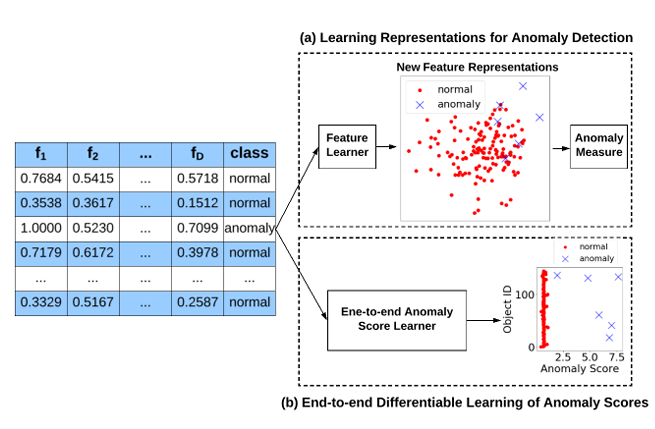 (a) Learning Representations for Anomaly Detection
New Feature Representations
normal
anomaly
Feature
Learner
Anomaly
Measure
f1 f2 ... fD class
0.7684 0.5415 ... 0.5718 normal
0.3538 0.3617 ... 0.1512 normal
1.0000 0.5230 ... 0.7099 anomaly
0.7179 0.6172 ... 0.3978 normal
... ... ... ... ...
0.3329 0.5167 ... 0.2587 normal
Ene-to-end Anomaly
Score Learner
normal
anomaly
Object ID
100
0
2.5 5.0 7.5
Anomaly Score
(b) End-to-end Differentiable Learning of Anomaly Scores